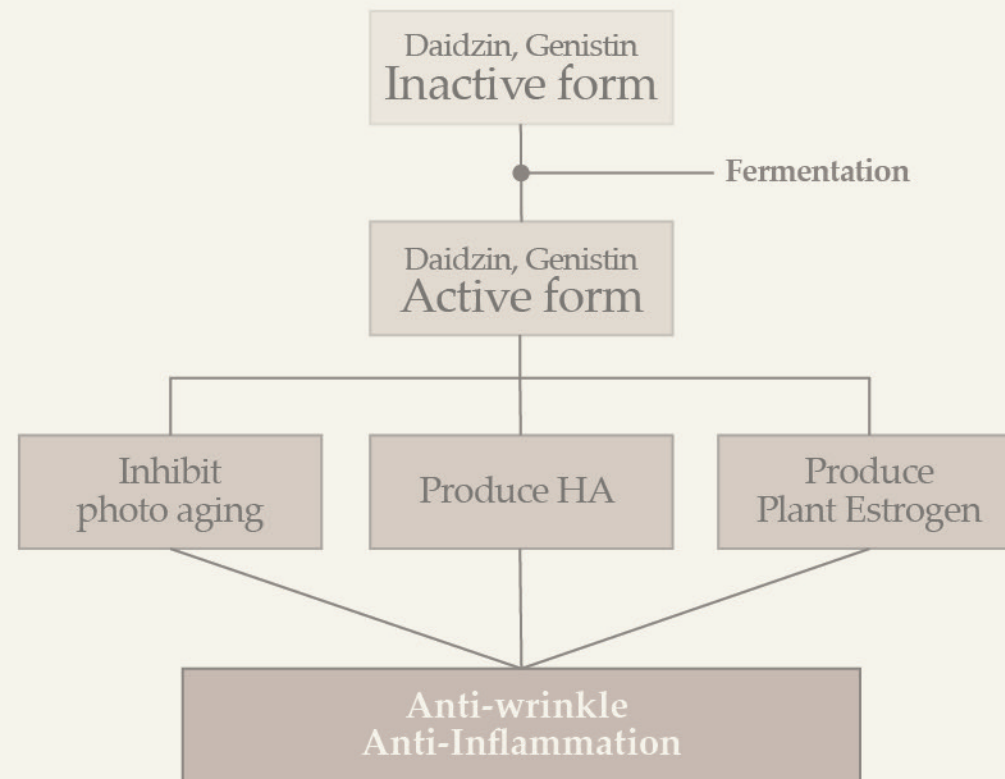 Daidzin, Genistin
Inactive form
Fermentation
Daidzin, Genistin
Active form
Inhibit
photo aging
Produce HA
Produce
Plant Estrogen
Anti-wrinkle
Anti-Inflammation